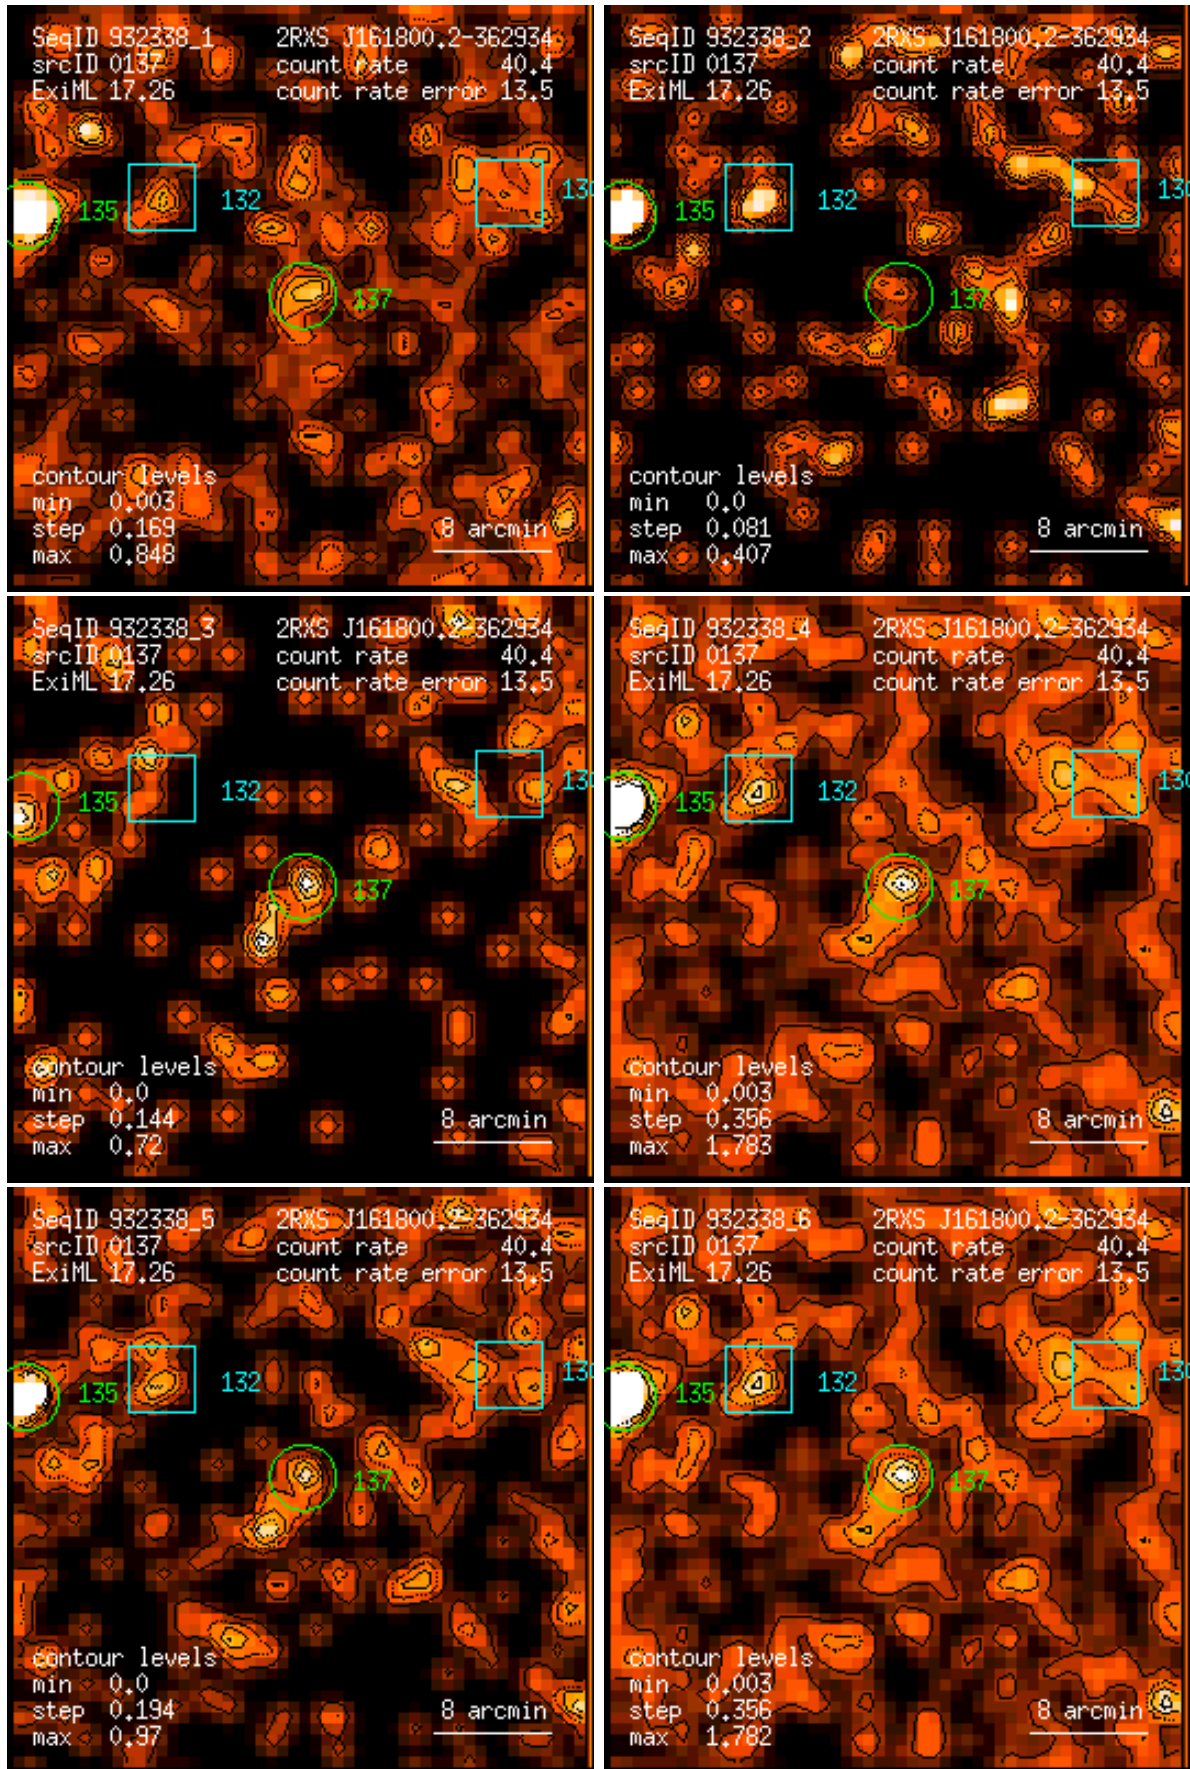 SeqID 932338_1 2RXS J161800.2-362934
srcID 0137 count rate 40.4
ExiML 17.26 count rate error 13.5
132
130
135
137
contour levels
min 0.003
step 0.169
max 0.848
8 arcmin
SeqID 932338_2 2RXS J161800.2-362934
srcID 0137 count rate 40.4
ExiML 17.26 count rate error 13.5
132
130
135
137
contour levels
min 0.0
step 0.081
max 0.407
8 arcmin
SeqID 932338_3 2RXS J161800.2-362934
srcID 0137 count rate 40.4
ExiML 17.26 count rate error 13.5
132
130
135
137
contour levels
min 0.0
step 0.144
max 0.72
8 arcmin
SeqID 932338_4 2RXS J161800.2-362934
srcID 0137 count rate 40.4
ExiML 17.26 count rate error 13.5
132
130
135
137
contour levels
min 0.003
step 0.356
max 1.783
8 arcmin
SeqID 932338_5 2RXS J161800.2-362934
srcID 0137 count rate 40.4
ExiML 17.26 count rate error 13.5
132
130
135
137
contour levels
min 0.0
step 0.194
max 0.97
8 arcmin
SeqID 932338_6 2RXS J161800.2-362934
srcID 0137 count rate 40.4
ExiML 17.26 count rate error 13.5
132
130
135
137
contour levels
min 0.003
step 0.356
max 1.782
8 arcmin